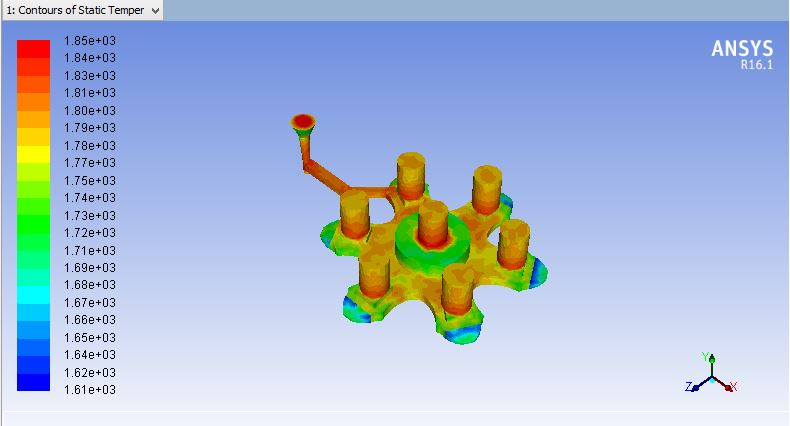 1: Contours of Static Temper
ANSYS
R16.1
1.85e+03
1.84e+03
1.83e+03
1.81e+03
1.80e+03
1.79e+03
1.78e+03
1.77e+03
1.75e+03
1.74e+03
1.73e+03
1.72e+03
1.71e+03
1.69e+03
1.68e+03
1.67e+03
1.66e+03
1.65e+03
1.64e+03
1.62e+03
1.61e+03
Y
Z
X